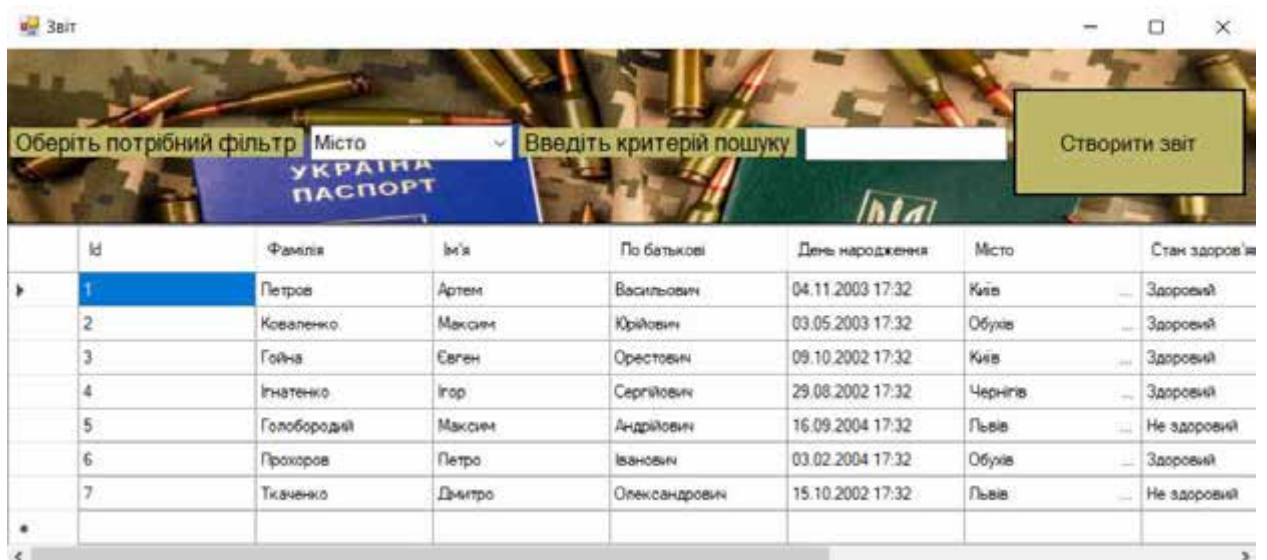 Звіт
Оберіть потрібний фільтр Місто Введіть критерій пошуку Створити звіт
УКРАЇНА
ПАСПОРТ
Id Фамілія Ім'я По батькові День народження Місто Стан здоров'я
1 Петров Артем Васильович 04.11.2003 17:32 Київ ... Здоровий
2 Коваленко Максим Юрійович 03.05.2003 17:32 Обухів ... Здоровий
3 Гойна Євген Орестович 09.10.2002 17:32 Київ ... Здоровий
4 Ігнатенко Ігор Сергійович 29.08.2002 17:32 Чернігів ... Здоровий
5 Голобородий Максим Андрійович 16.09.2004 17:32 Львів ... Не здоровий
6 Прохоров Петро Іванович 03.02.2004 17:32 Обухів ... Здоровий
7 Ткаченко Дмитро Олександрович 15.10.2002 17:32 Львів ... Не здоровий